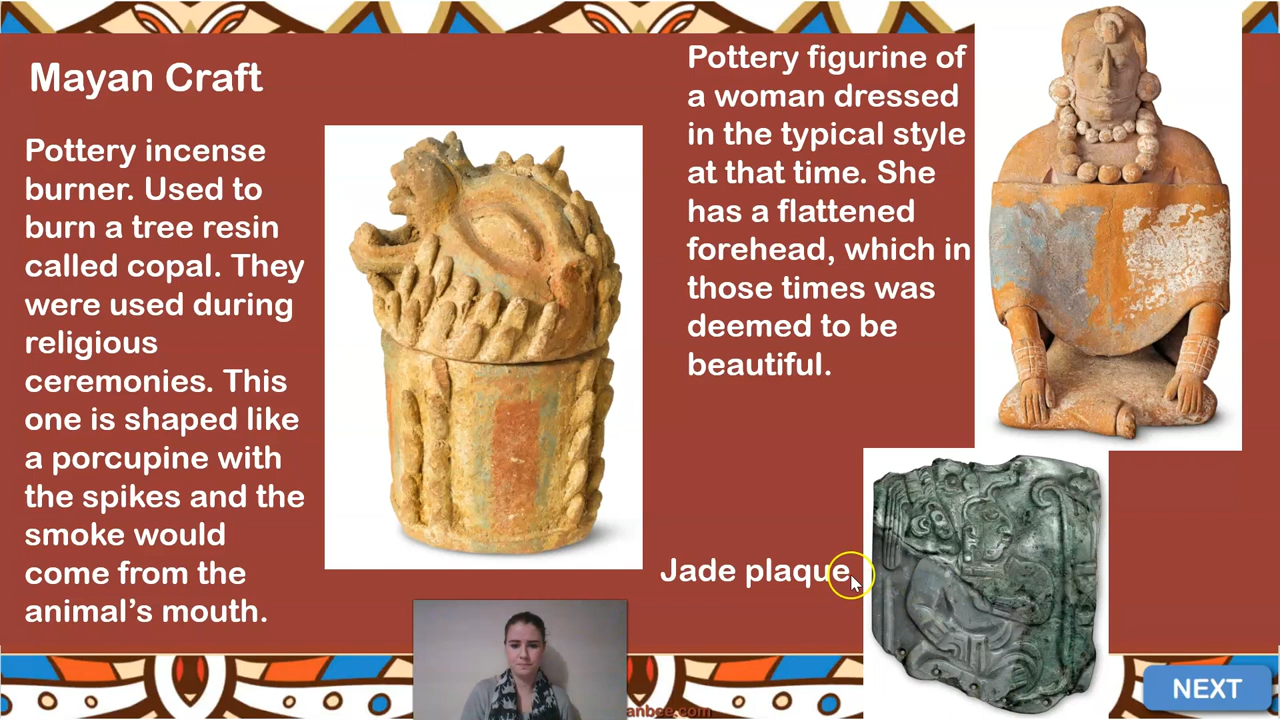 Mayan Craft
Pottery incense
burner. Used to
burn a tree resin
called copal. They
were used during
religious
ceremonies. This
one is shaped like
a porcupine with
the spikes and the
smoke would
come from the
animal’s mouth.
Pottery figurine of
a woman dressed
in the typical style
at that time. She
has a flattened
forehead, which in
those times was
deemed to be
beautiful.
Jade plaque
NEXT